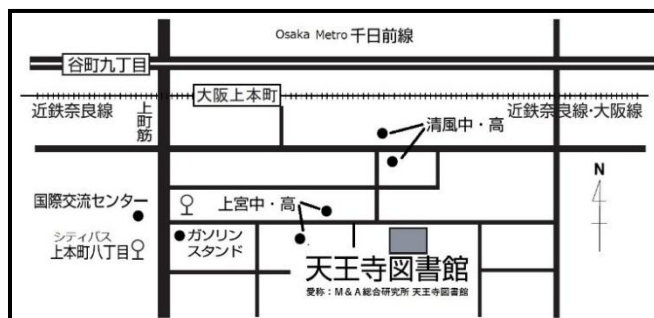 Osaka Metro 千日前線
谷町九丁目
大阪上本町
近鉄奈良線
上町筋
近鉄奈良線・大阪線
清風中・高
N
国際交流センター
上宮中・高
シティバス
上本町八丁目
ガソリン
スタンド
天王寺図書館
愛称：M&A総合研究所 天王寺図書館